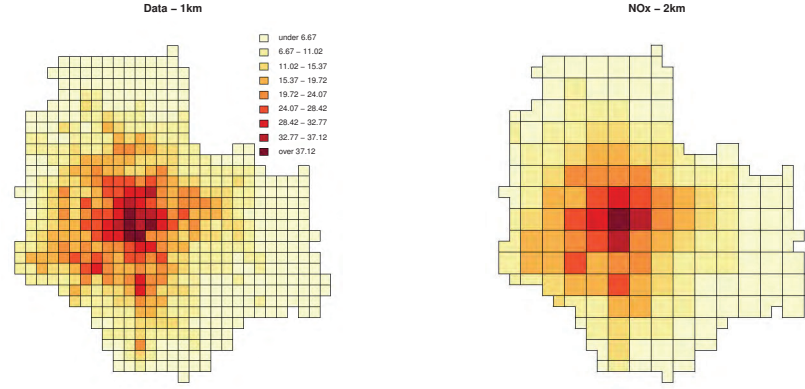 Data – 1km
NOx – 2km
under 6.67
6.67 – 11.02
11.02 – 15.37
15.37 – 19.72
19.72 – 24.07
24.07 – 28.42
28.42 – 32.77
32.77 – 37.12
over 37.12